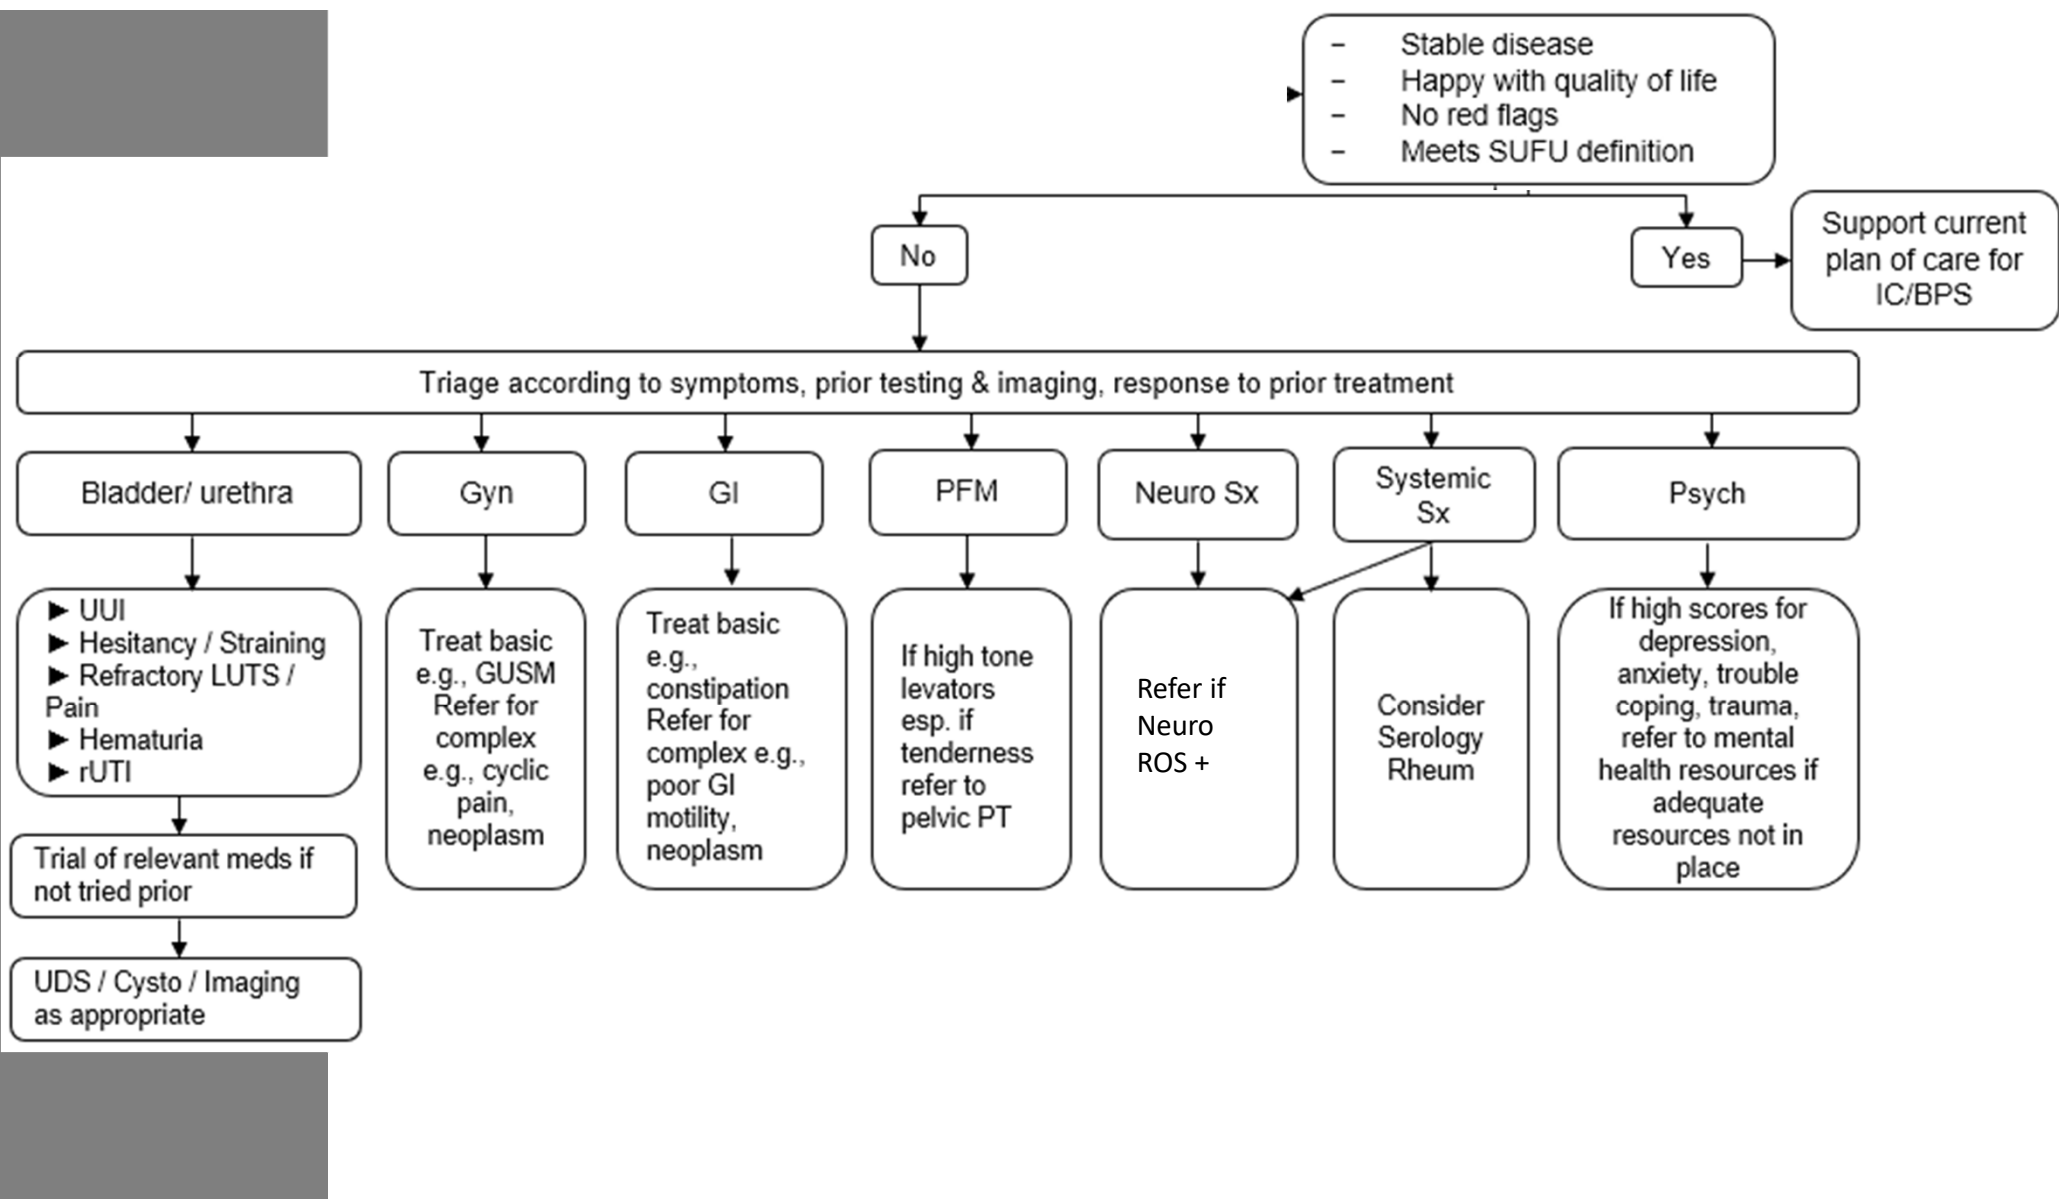 – Stable disease
– Happy with quality of life
– No red flags
– Meets SUFU definition
No
Yes
Support current
plan of care for
IC/BPS
Triage according to symptoms, prior testing & imaging, response to prior treatment
Bladder/ urethra
Gyn
GI
PFM
Neuro Sx
Systemic
Sx
Psych
► UUI
► Hesitancy / Straining
► Refractory LUTS /
Pain
► Hematuria
► rUTI
Treat basic
e.g., GUSM
Refer for
complex
e.g., cyclic
pain,
neoplasm
Treat basic
e.g.,
constipation
Refer for
complex e.g.,
poor GI
motility,
neoplasm
If high tone
levators
esp. if
tenderness
refer to
pelvic PT
Refer if
Neuro
ROS +
Consider
Serology
Rheum
If high scores for
depression,
anxiety, trouble
coping, trauma,
refer to mental
health resources if
adequate
resources not in
place
Trial of relevant meds if
not tried prior
UDS / Cysto / Imaging
as appropriate